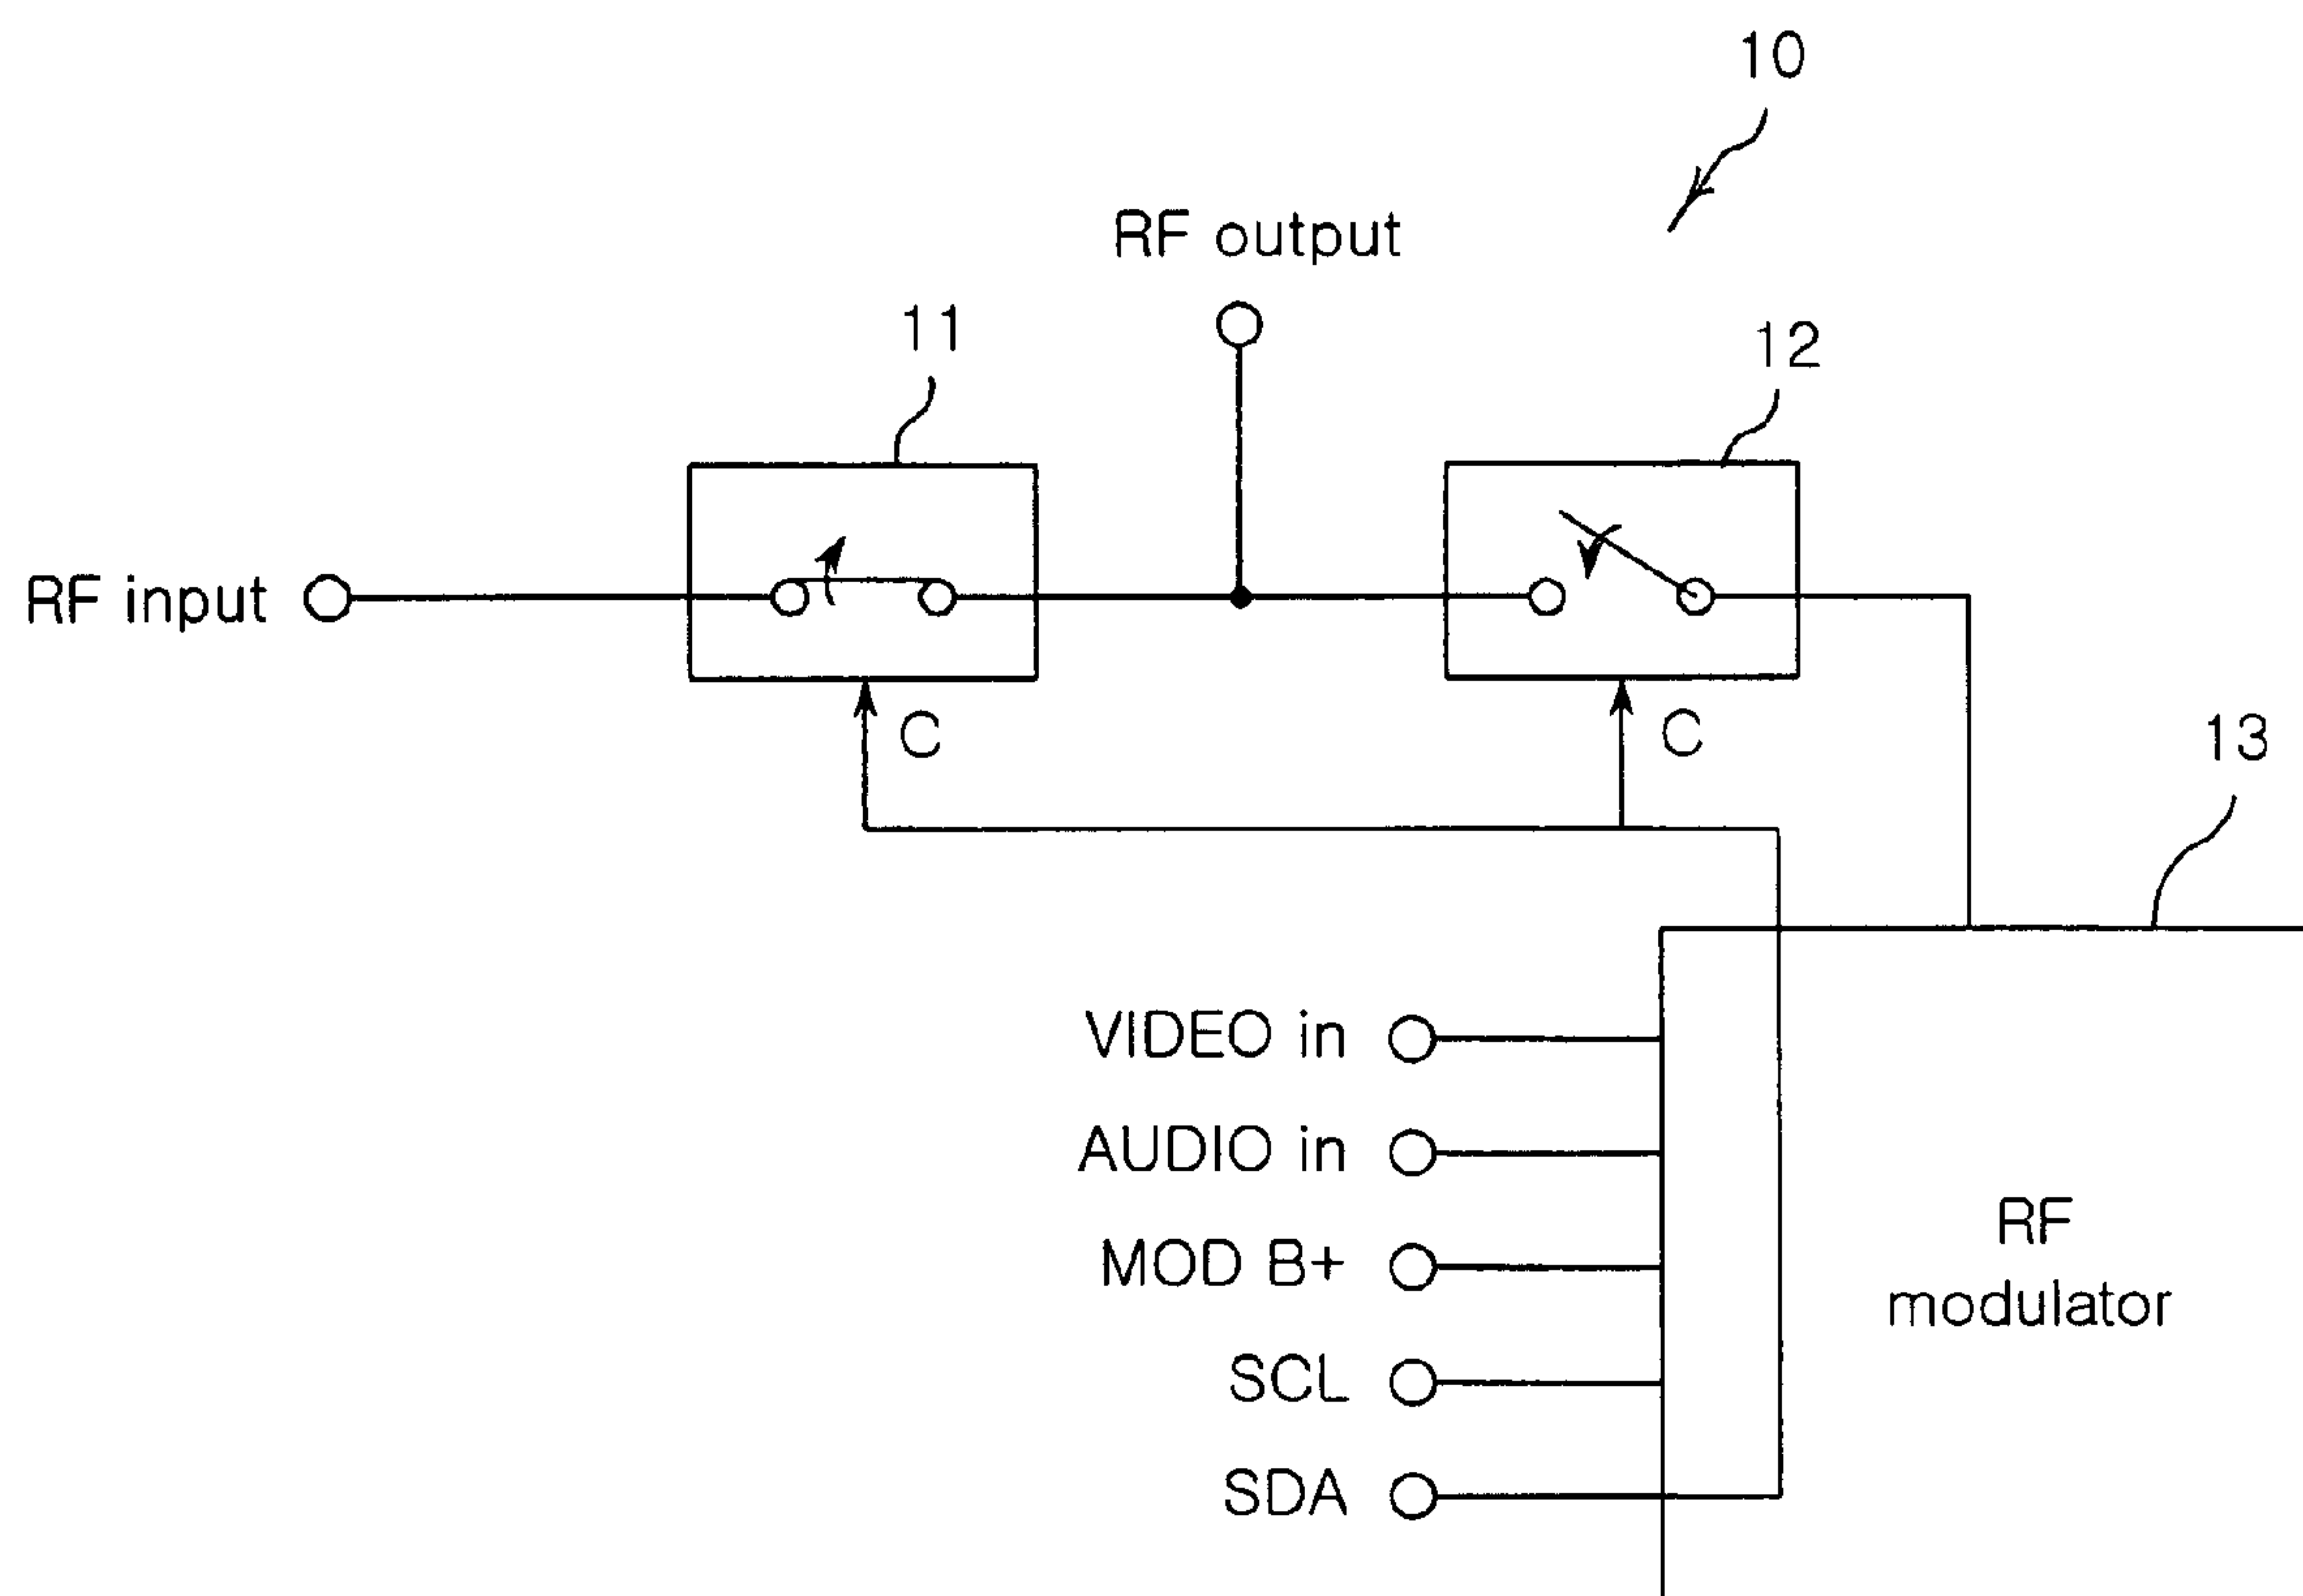 10
RF output
11
12
RF input
C
C
13
VIDEO in
AUDIO in
MOD B+
RF
modulator
SCL
SDA